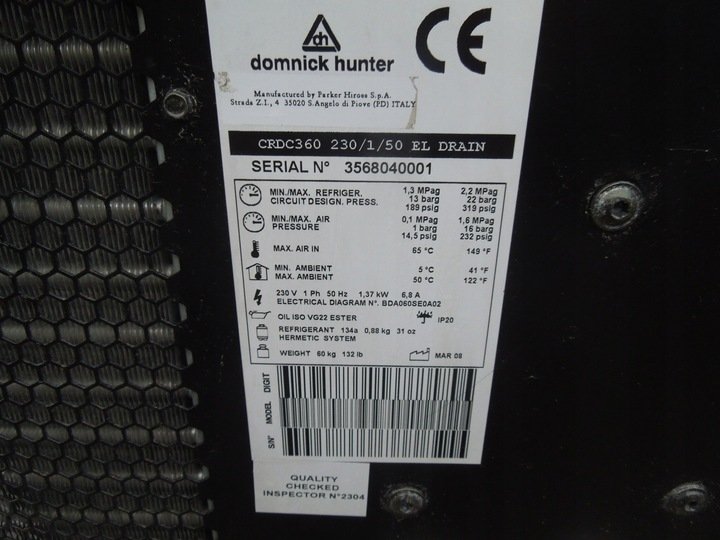 dh
domnick hunter
CE
Manufactured by Parker Hiross S.p.A.
Strada Z.I., 4 35020 S.Angelo di Piove (PD) ITALY
CRDC360 230/1/50 EL DRAIN
SERIAL N° 3568040001
MIN./MAX. REFRIGER. 1,3 MPag 2,2 MPag
CIRCUIT DESIGN. PRESS. 13 barg 22 barg
189 psig 319 psig
MIN./MAX. AIR 0,1 MPag 1,6 MPag
PRESSURE 1 barg 16 barg
14,5 psig 232 psig
MAX. AIR IN 65 °C 149 °F
MIN. AMBIENT 5 °C 41 °F
MAX. AMBIENT 50 °C 122 °F
230 V 1 Ph 50 Hz 1,37 kW 6,8 A
ELECTRICAL DIAGRAM N°. BDA060SE0A02
OIL ISO VG22 ESTER IP20
REFRIGERANT 134a 0,88 kg 31 oz
HERMETIC SYSTEM
WEIGHT 60 kg 132 lb MAR 08
S/N° MODEL DIGIT
QUALITY
CHECKED
INSPECTOR N°2304